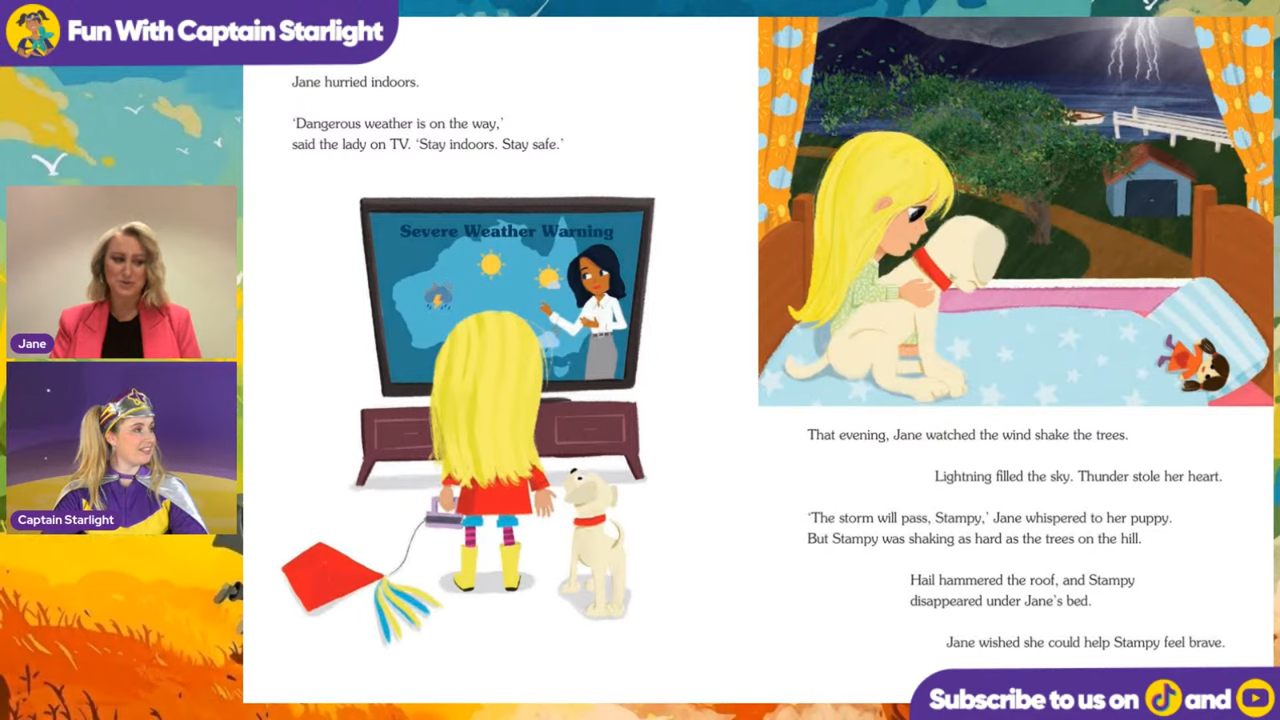 Fun With Captain Starlight
Jane hurried indoors.
‘Dangerous weather is on the way,’
said the lady on TV. ‘Stay indoors. Stay safe.’
Severe Weather Warning
Jane
Captain Starlight
That evening, Jane watched the wind shake the trees.
Lightning filled the sky. Thunder stole her heart.
‘The storm will pass, Stampy,’ Jane whispered to her puppy.
But Stampy was shaking as hard as the trees on the hill.
Hail hammered the roof, and Stampy
disappeared under Jane’s bed.
Jane wished she could help Stampy feel brave.
Subscribe to us on and